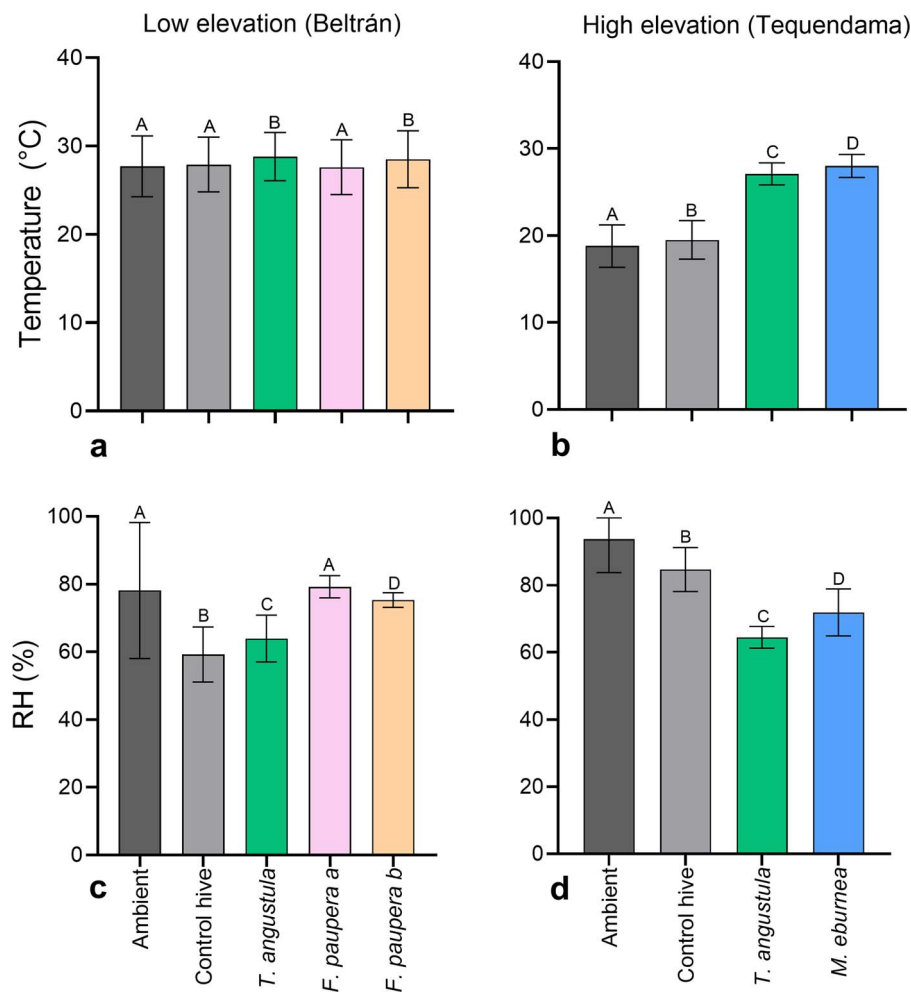 Low elevation (Beltrán)
High elevation (Tequendama)
Temperature (°C)
40
30
20
10
0
A
A
B
A
B
a
40
30
20
10
0
A
B
C
D
b
RH (%)
100
80
60
40
20
0
A
B
C
A
D
c
Ambient
Control hive
T. angustula
F. paupera a
F. paupera b
100
80
60
40
20
0
A
B
C
D
d
Ambient
Control hive
T. angustula
M. eburnea